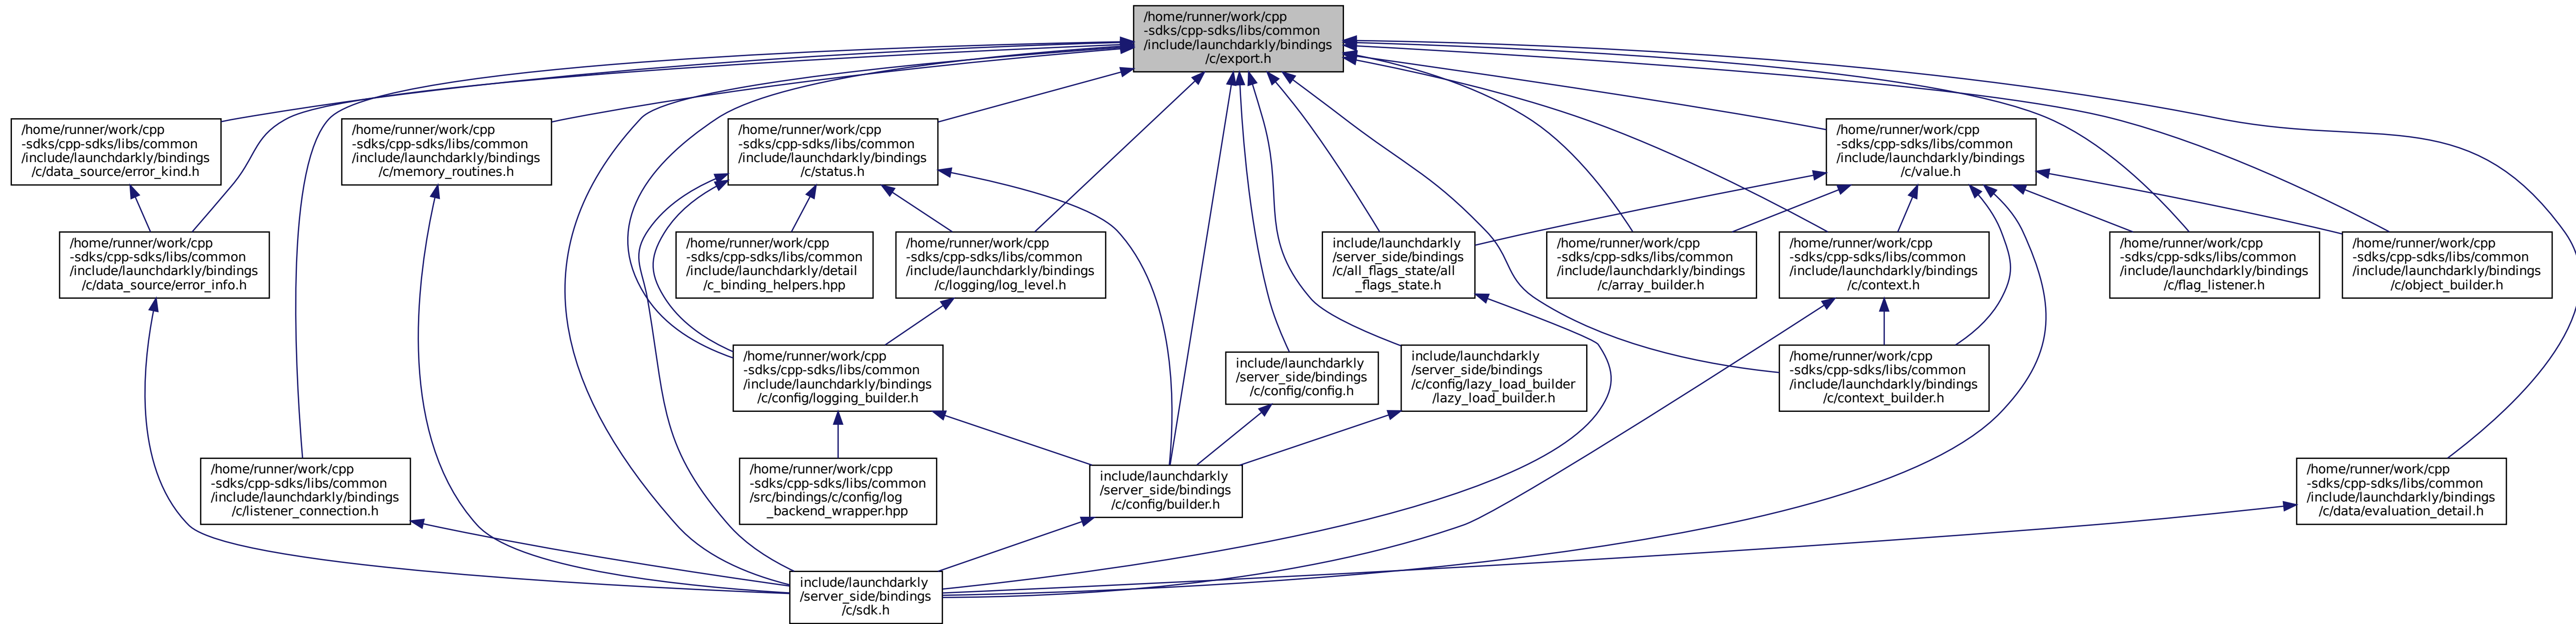 /home/runner/work/cpp
-sdks/cpp-sdks/libs/common
/include/launchdarkly/bindings
/c/export.h
/home/runner/work/cpp
-sdks/cpp-sdks/libs/common
/include/launchdarkly/bindings
/c/data_source/error_kind.h
/home/runner/work/cpp
-sdks/cpp-sdks/libs/common
/include/launchdarkly/bindings
/c/memory_routines.h
/home/runner/work/cpp
-sdks/cpp-sdks/libs/common
/include/launchdarkly/bindings
/c/status.h
/home/runner/work/cpp
-sdks/cpp-sdks/libs/common
/include/launchdarkly/bindings
/c/value.h
/home/runner/work/cpp
-sdks/cpp-sdks/libs/common
/include/launchdarkly/bindings
/c/data_source/error_info.h
/home/runner/work/cpp
-sdks/cpp-sdks/libs/common
/include/launchdarkly/detail
/c_binding_helpers.hpp
/home/runner/work/cpp
-sdks/cpp-sdks/libs/common
/include/launchdarkly/bindings
/c/logging/log_level.h
include/launchdarkly
/server_side/bindings
/c/all_flags_state/all
_flags_state.h
/home/runner/work/cpp
-sdks/cpp-sdks/libs/common
/include/launchdarkly/bindings
/c/array_builder.h
/home/runner/work/cpp
-sdks/cpp-sdks/libs/common
/include/launchdarkly/bindings
/c/context.h
/home/runner/work/cpp
-sdks/cpp-sdks/libs/common
/include/launchdarkly/bindings
/c/flag_listener.h
/home/runner/work/cpp
-sdks/cpp-sdks/libs/common
/include/launchdarkly/bindings
/c/object_builder.h
/home/runner/work/cpp
-sdks/cpp-sdks/libs/common
/include/launchdarkly/bindings
/c/config/logging_builder.h
include/launchdarkly
/server_side/bindings
/c/config/config.h
include/launchdarkly
/server_side/bindings
/c/config/lazy_load_builder
/lazy_load_builder.h
/home/runner/work/cpp
-sdks/cpp-sdks/libs/common
/include/launchdarkly/bindings
/c/context_builder.h
/home/runner/work/cpp
-sdks/cpp-sdks/libs/common
/include/launchdarkly/bindings
/c/listener_connection.h
/home/runner/work/cpp
-sdks/cpp-sdks/libs/common
/src/bindings/c/config/log
_backend_wrapper.hpp
include/launchdarkly
/server_side/bindings
/c/config/builder.h
/home/runner/work/cpp
-sdks/cpp-sdks/libs/common
/include/launchdarkly/bindings
/c/data/evaluation_detail.h
include/launchdarkly
/server_side/bindings
/c/sdk.h